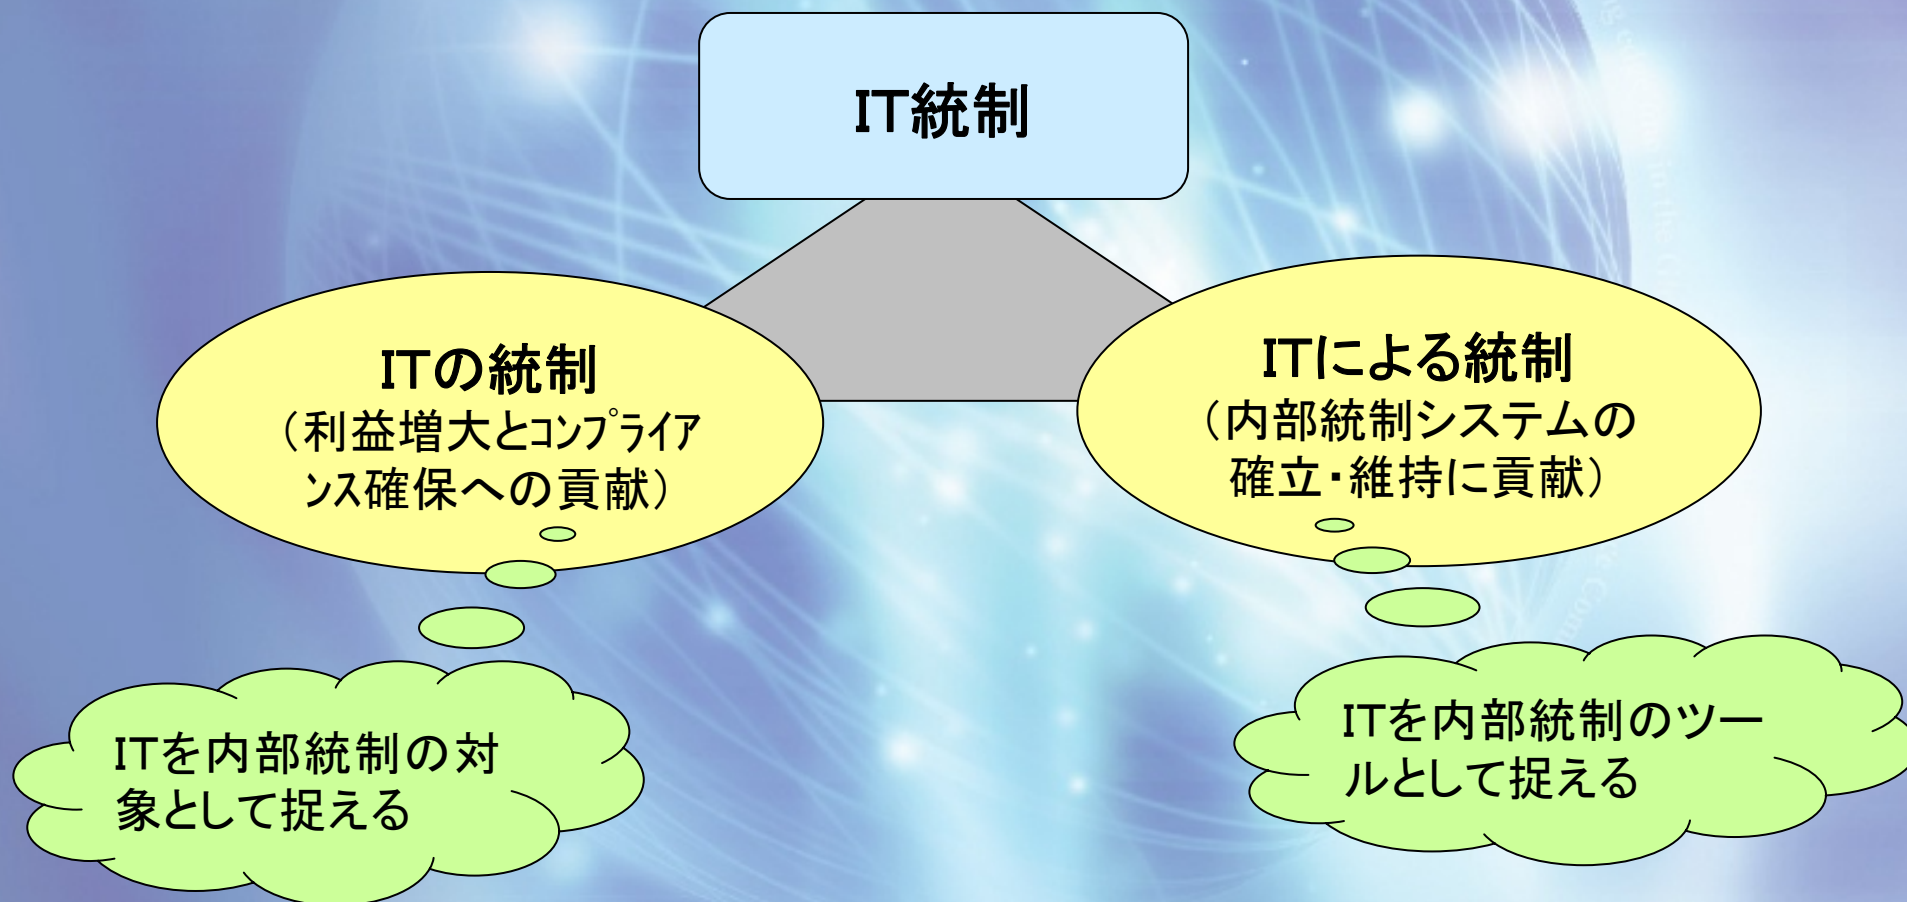 IT統制
ITの統制
（利益増大とｺﾝﾌﾟﾗｲｱ
ﾝｽ確保への貢献）
ITによる統制
（内部統制システムの
確立・維持に貢献）
ITを内部統制の対
象として捉える
ITを内部統制のツー
ルとして捉える
in the